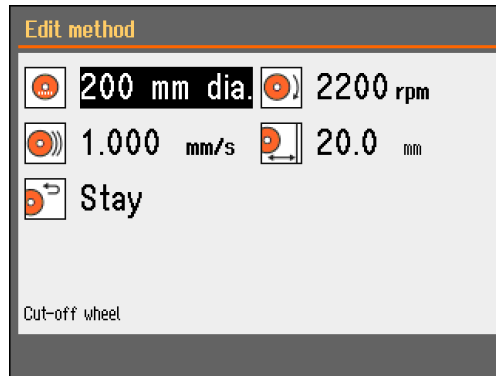 Edit method
200 mm dia. 2200 rpm
1.000 mm/s 20.0 mm
Stay
Cut-off wheel